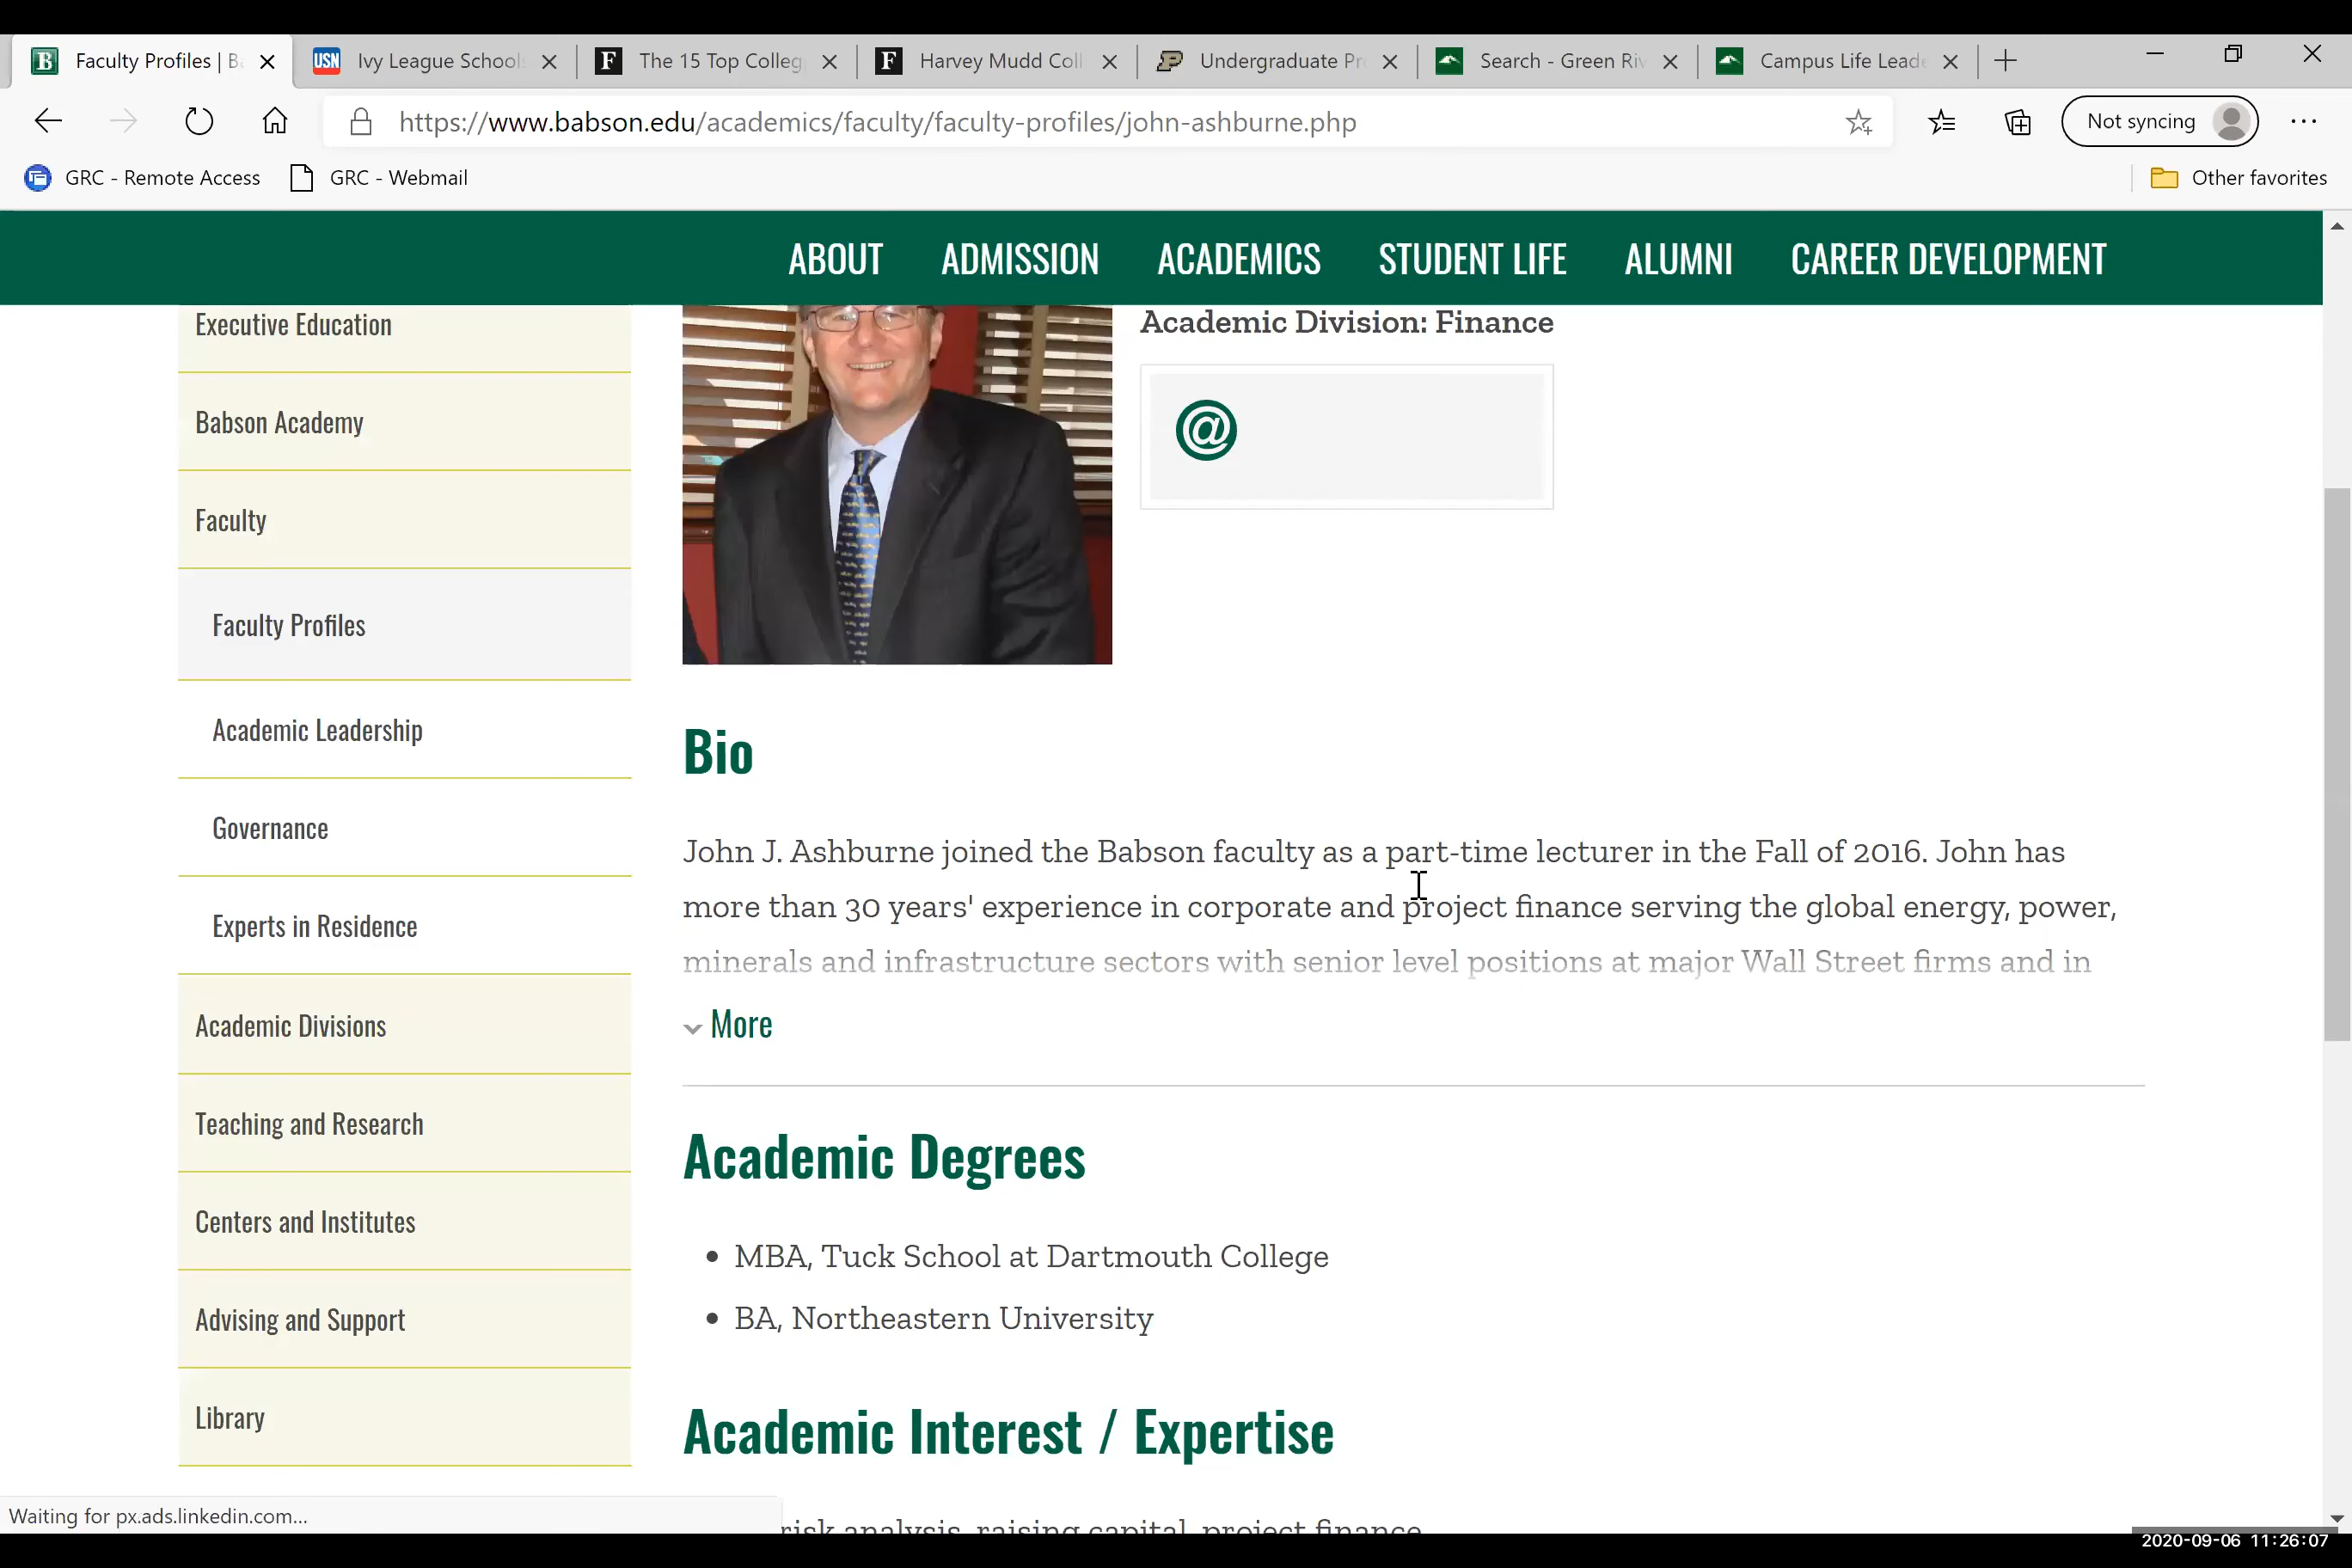 Faculty Profiles | B
Ivy League School
The 15 Top Colleg
Harvey Mudd Coll
Undergraduate Pr
Search - Green Riv
Campus Life Lead
https://www.babson.edu/academics/faculty/faculty-profiles/john-ashburne.php
Not syncing
GRC - Remote Access
GRC - Webmail
Other favorites
ABOUT ADMISSION ACADEMICS STUDENT LIFE ALUMNI CAREER DEVELOPMENT
Executive Education
Babson Academy
Faculty
Faculty Profiles
Academic Leadership
Governance
Experts in Residence
Academic Divisions
Teaching and Research
Centers and Institutes
Advising and Support
Library
Academic Division: Finance
@
Bio
John J. Ashburne joined the Babson faculty as a part-time lecturer in the Fall of 2016. John has
more than 30 years' experience in corporate and project finance serving the global energy, power,
minerals and infrastructure sectors with senior level positions at major Wall Street firms and in
More
Academic Degrees
• MBA, Tuck School at Dartmouth College
• BA, Northeastern University
Academic Interest / Expertise
risk analysis, raising capital, project finance
Waiting for px.ads.linkedin.com...
2020-09-06 11:26:07